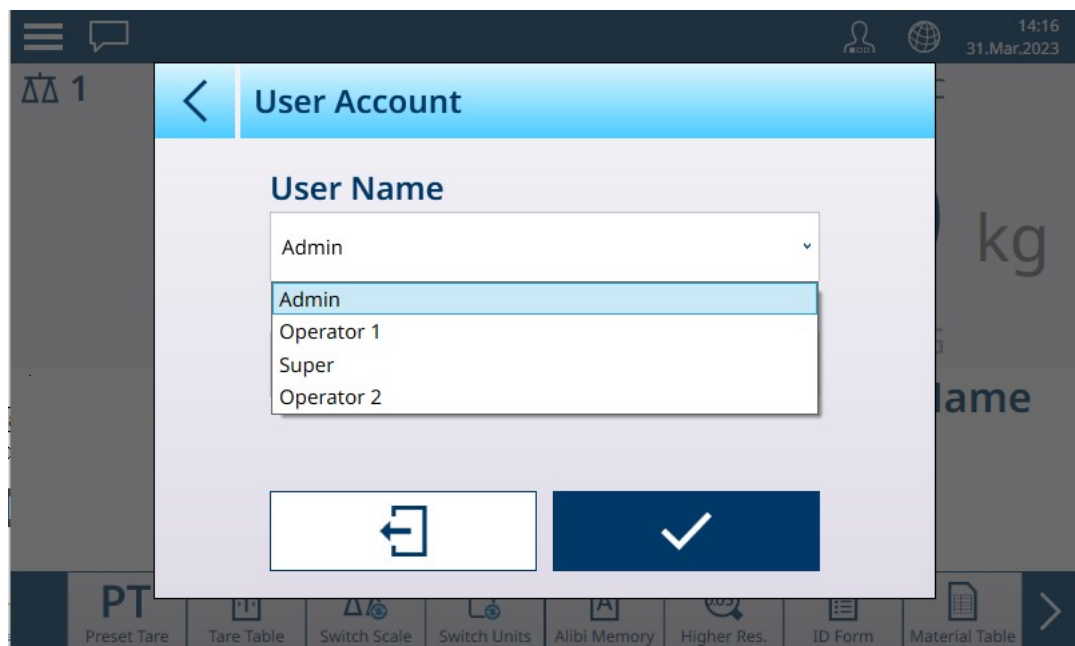 14:16
31.Mar.2023
1
User Account
User Name
Admin
kg
Admin
Operator 1
Super
Operator 2
PT
Preset Tare
Tare Table
Switch Scale
Switch Units
Alibi Memory
Higher Res.
ID Form
Material Table